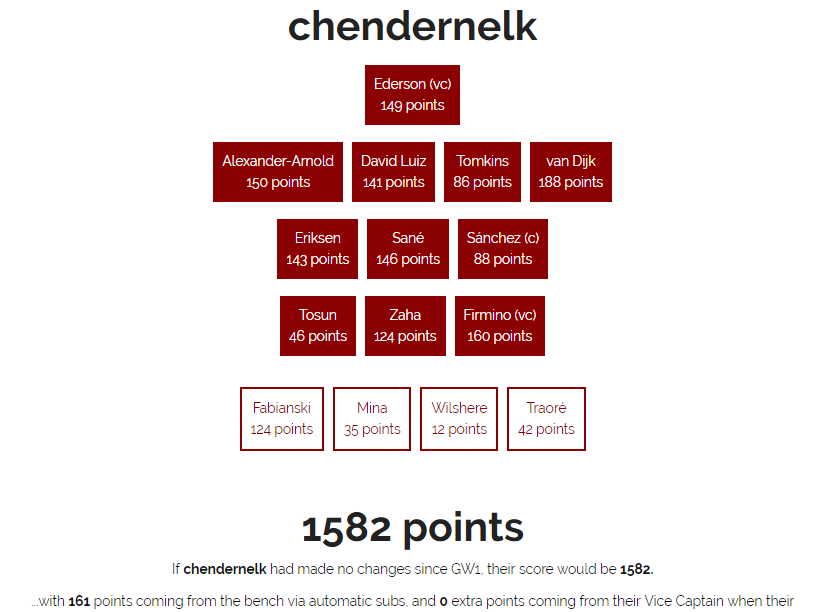 chendernelk
Ederson (vc)
149 points
Alexander-Arnold
150 points
David Luiz
141 points
Tomkins
86 points
van Dijk
188 points
Eriksen
143 points
Sané
146 points
Sánchez (c)
88 points
Tosun
46 points
Zaha
124 points
Firmino (vc)
160 points
Fabianski
124 points
Mina
35 points
Wilshere
12 points
Traoré
42 points
1582 points
If chendernelk had made no changes since GW1, their score would be 1582.
...with 161 points coming from the bench via automatic subs, and 0 extra points coming from their Vice Captain when their